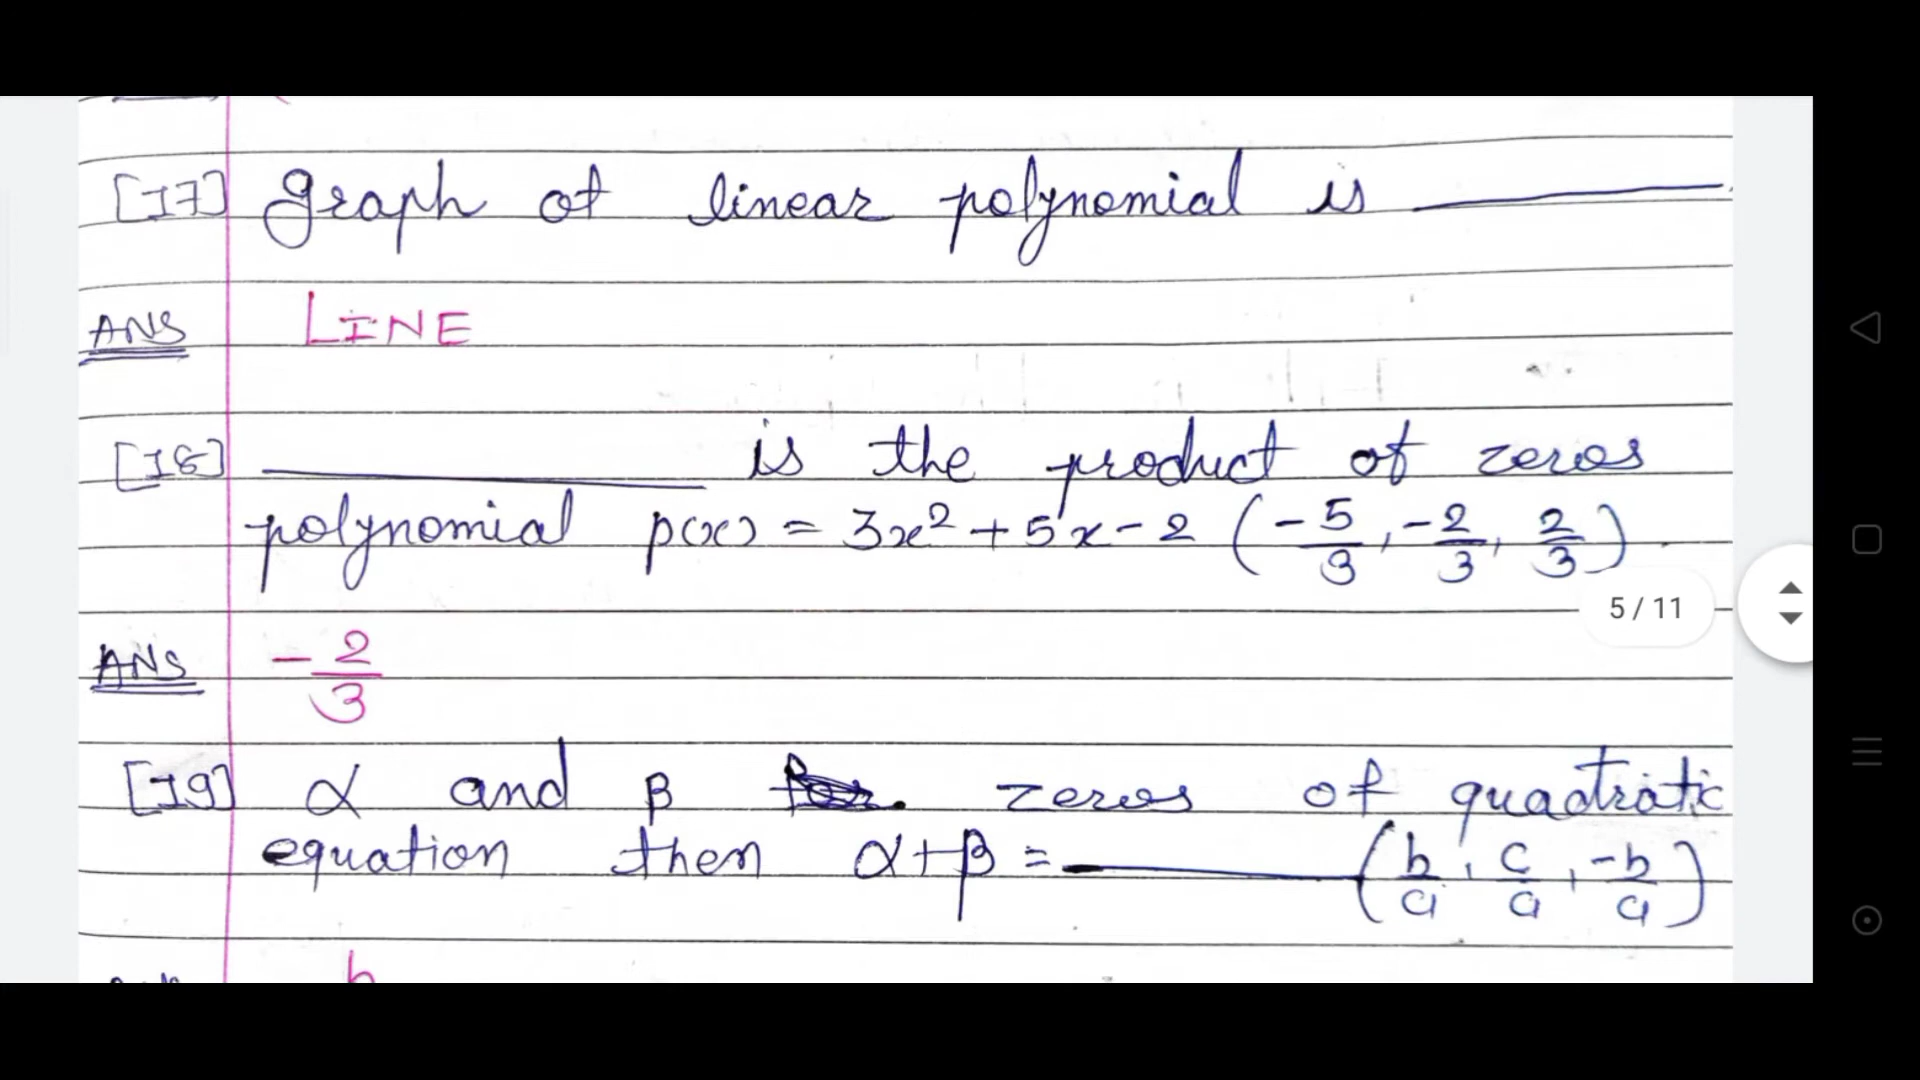 [17] Graph of linear polynomial is ______.
ANS LINE
[18] ______ is the product of zeros
polynomial p(x) = 3x² + 5x - 2 (-5/3, -2/3, 2/3).
5 / 11
ANS -2/3
[19] α and β zeros of quadratic
equation then α+β = ______ (b/a, c/a, -b/a)